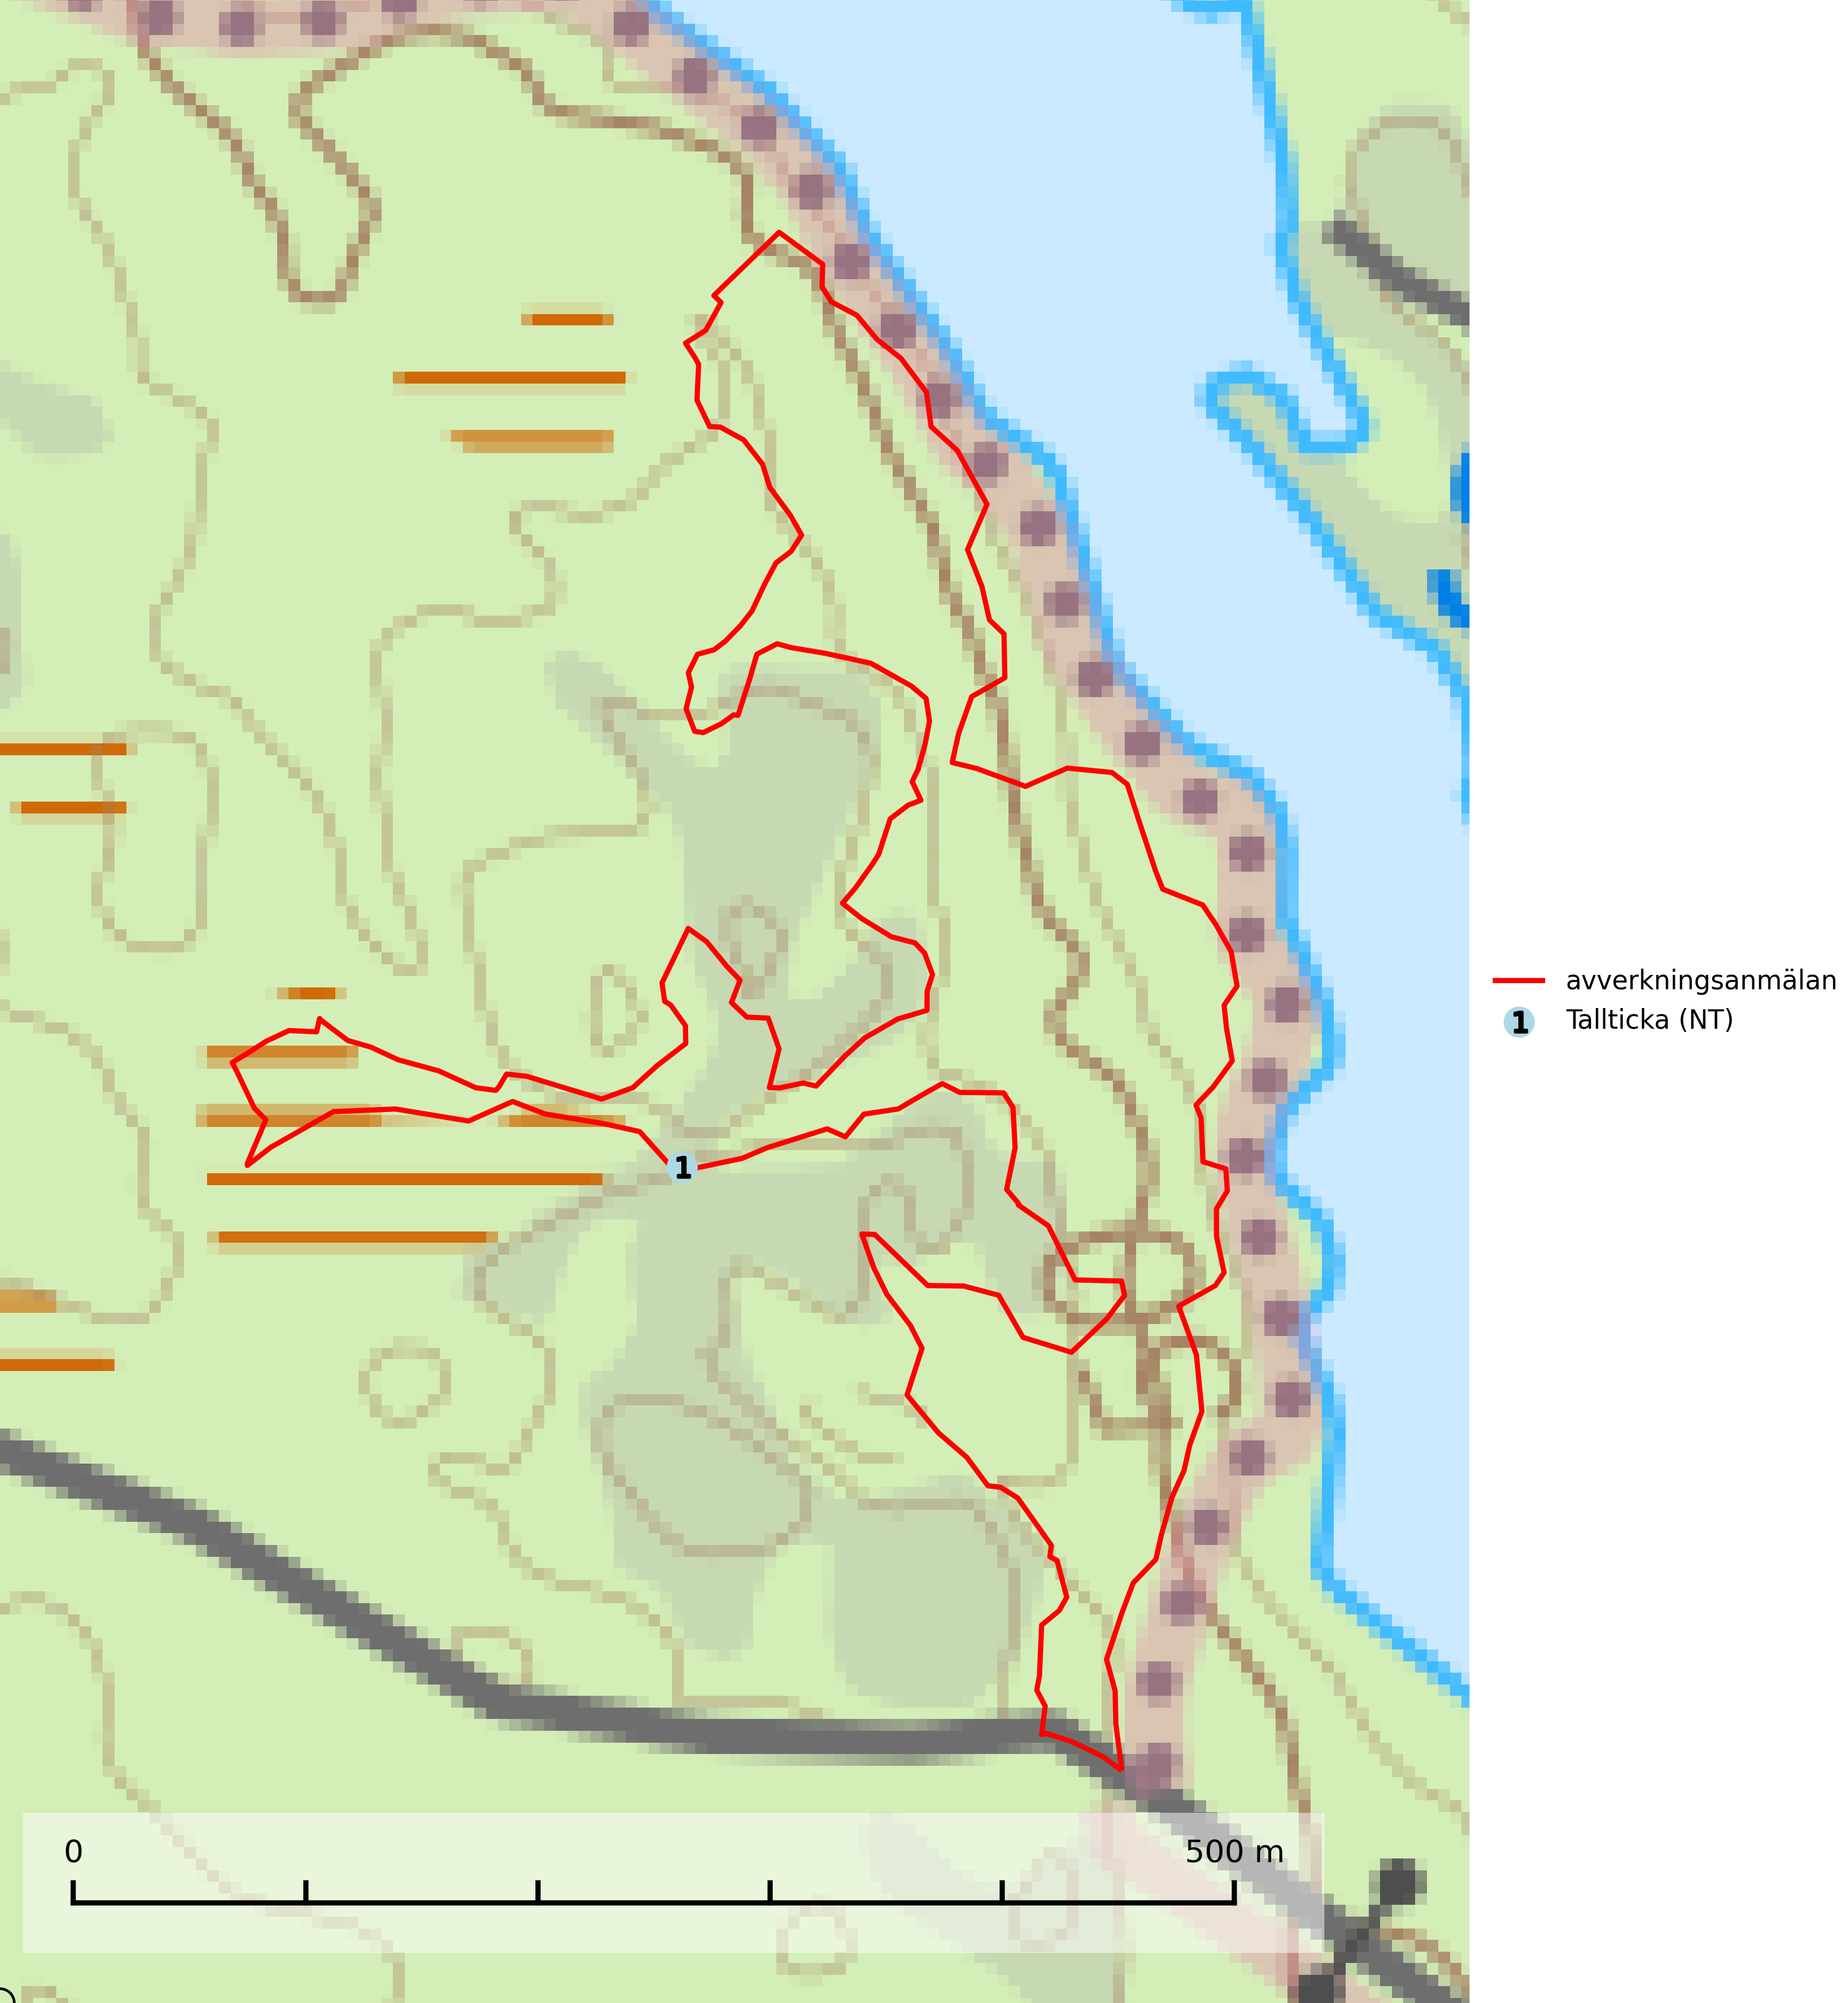 avverkningsanmälan
1 Tallticka (NT)
1
0 500 m